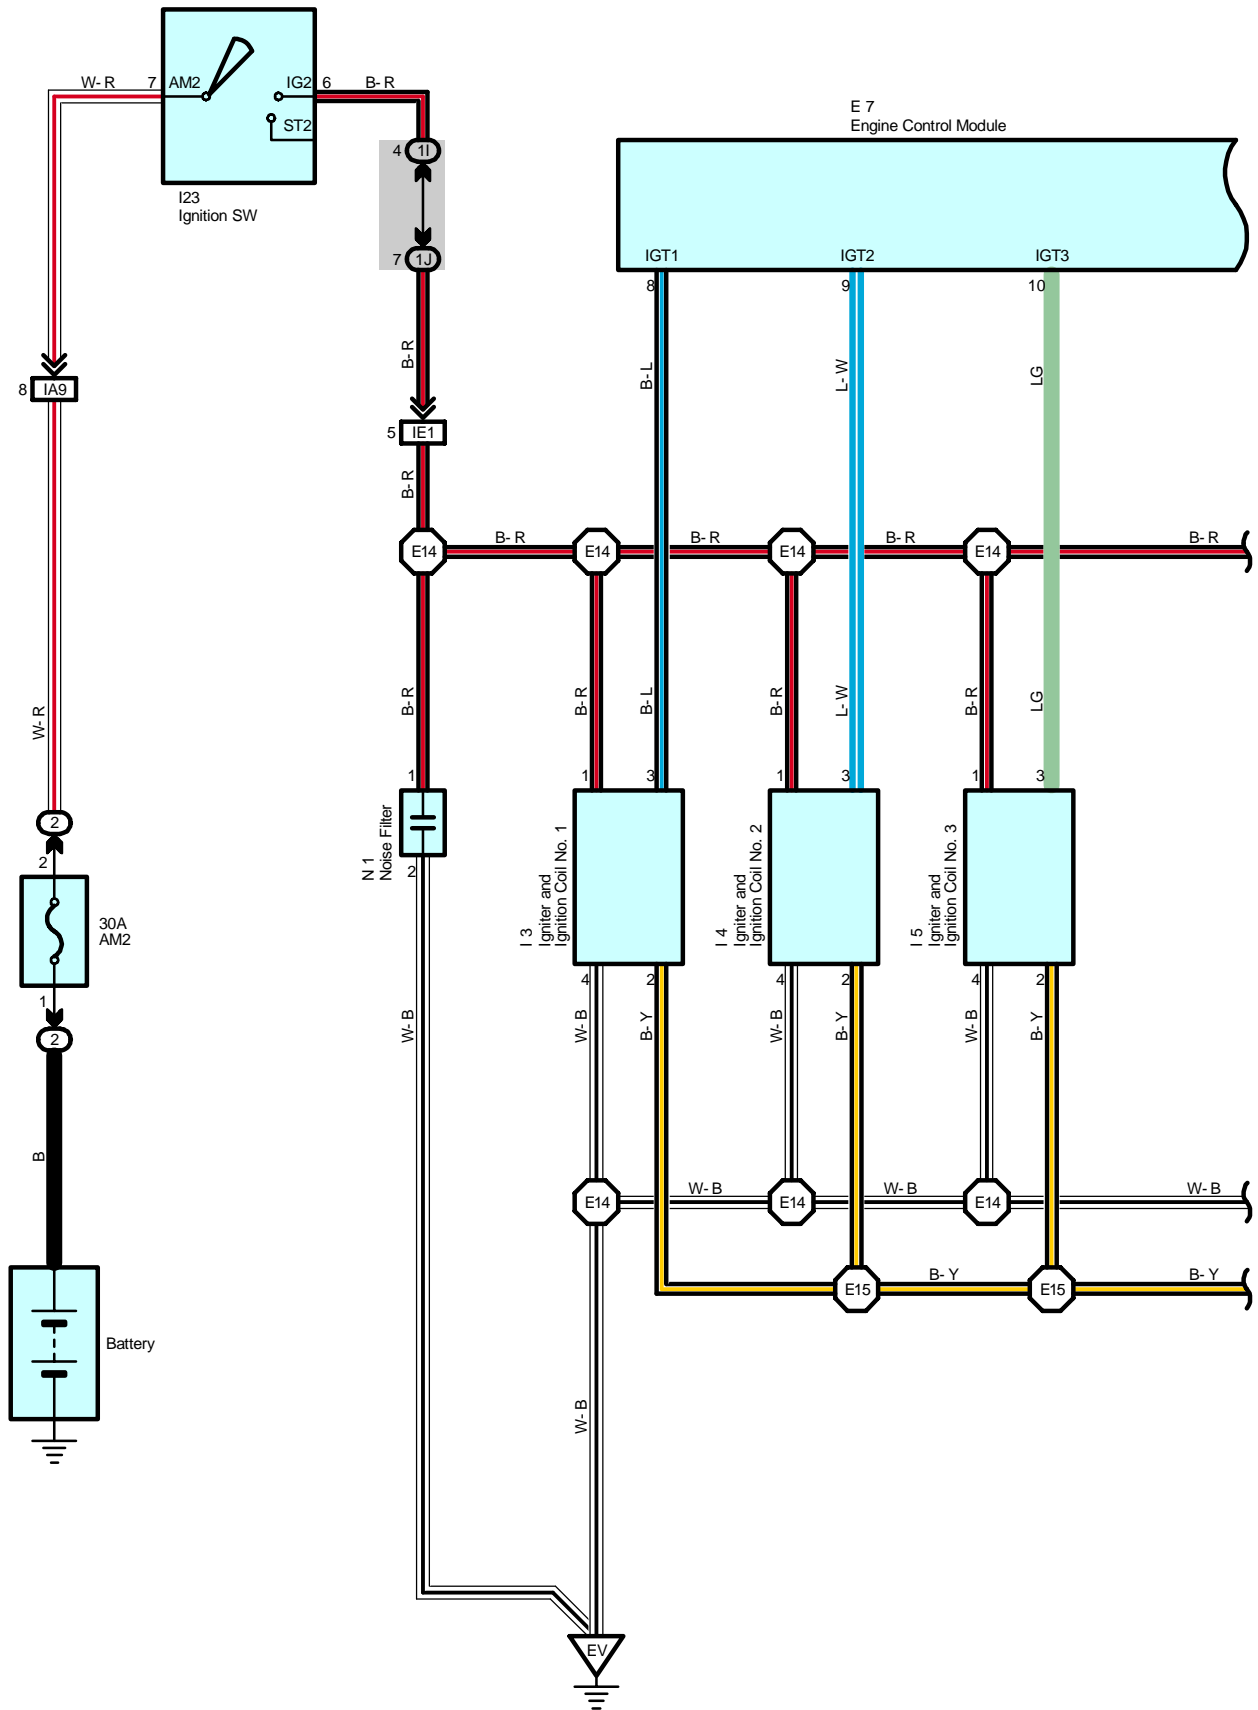 W- R
7
AM2
IG2
6
B- R
ST2
I23
Ignition SW
4
1I
7
1J
E 7
Engine Control Module
IGT1
IGT2
IGT3
8
9
10
B- R
B- L
L- W
LG
8
IA9
5
IE1
B- R
E14
B- R
E14
B- R
E14
B- R
E14
B- R
W- R
B- R
B- R
B- L
B- R
L- W
B- R
LG
1
1
3
1
3
1
3
2
2
30A
AM2
1
2
N 1
Noise Filter
2
I 3
Igniter and
Ignition Coil No. 1
I 4
Igniter and
Ignition Coil No. 2
I 5
Igniter and
Ignition Coil No. 3
4
2
4
2
4
2
W- B
W- B
B- Y
W- B
B- Y
W- B
B- Y
B
E14
W- B
E14
W- B
E14
W- B
E15
B- Y
E15
B- Y
Battery
W- B
EV